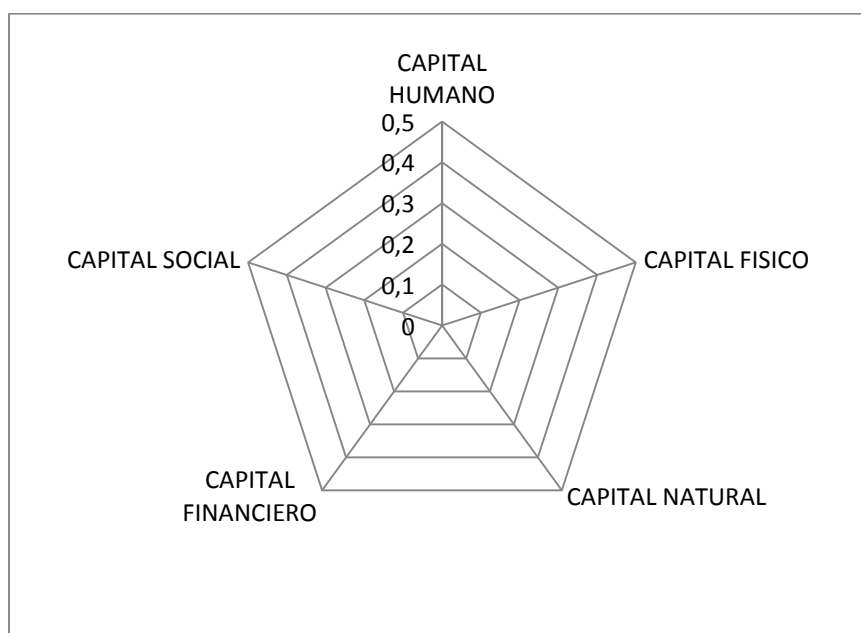 CAPITAL
HUMANO
0,5
0,4
0,3
0,2
0,1
0
CAPITAL SOCIAL
CAPITAL FISICO
CAPITAL
FINANCIERO
CAPITAL NATURAL